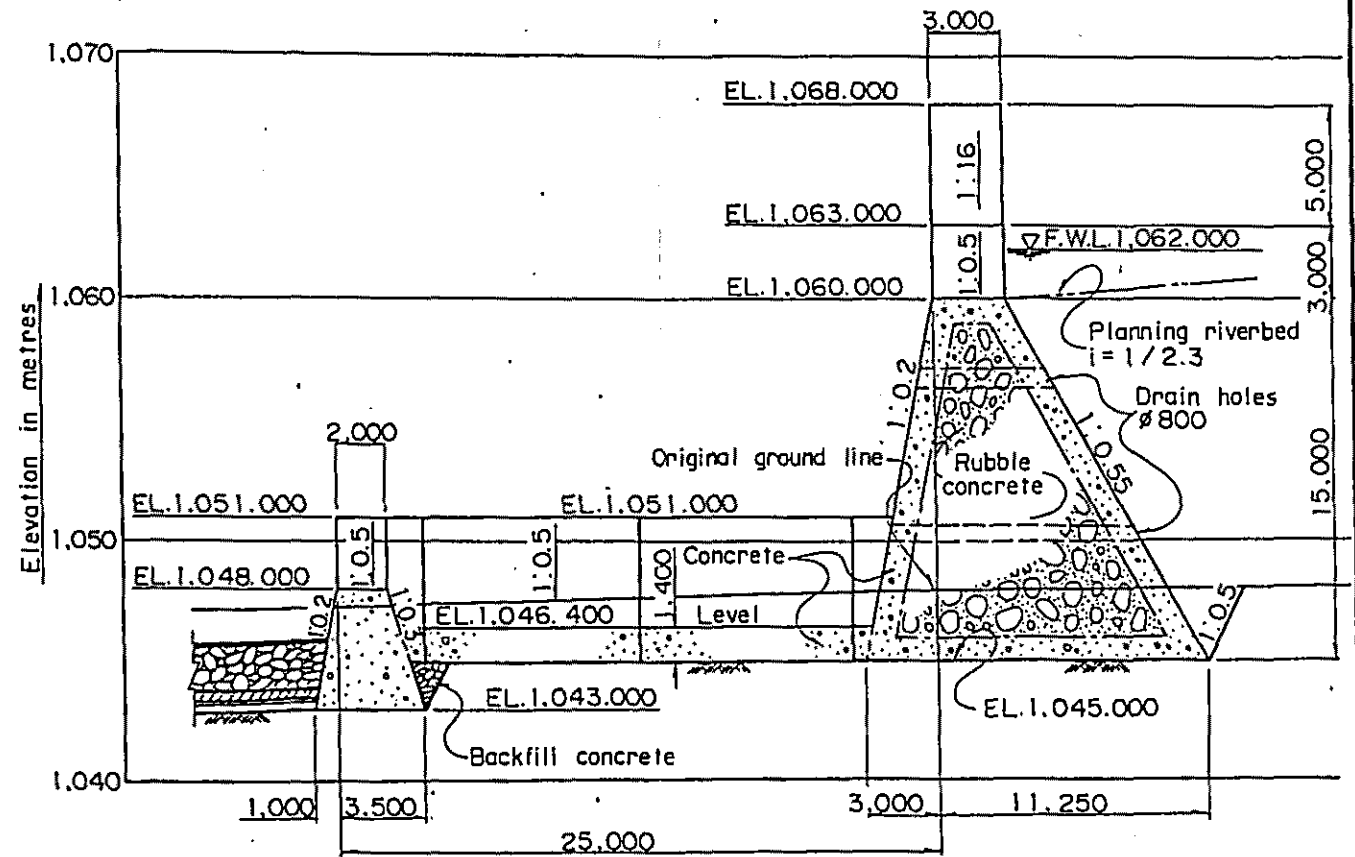 3.000
1.070
EL.1.068.000
1:16
5.000
EL.1,063.000
F.W.L.1,062.000
1:0.5
EL.1.060.000
1.060
3.000
Elevation in metres
Planning riverbed
i = 1/2.3
Drain holes
ø 800
1:0.2
1:0.55
2.000
Original ground line
Rubble
concrete
15.000
EL.1.051.000
EL.1.051.000
1.050
1:0.5
1:0.5
1.400
Concrete
EL.1.048.000
1:0.2
1:0.3
EL.1.046.400
Level
1:0.5
EL.1.043.000
EL.1.045.000
Backfill concrete
1.040
1.000
3.500
3.000
11.250
25.000